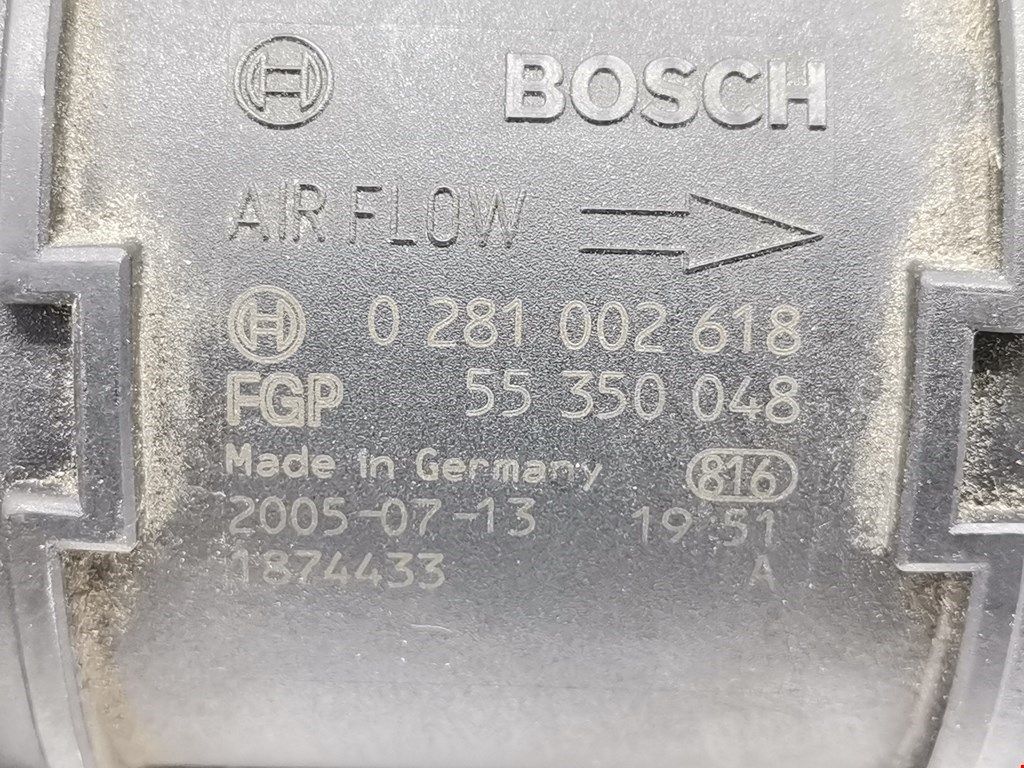 BOSCH
AIR FLOW
0 281 002 618
FGP 55 350 048
Made in Germany 816
2005-07-13 19:51
1874433 A